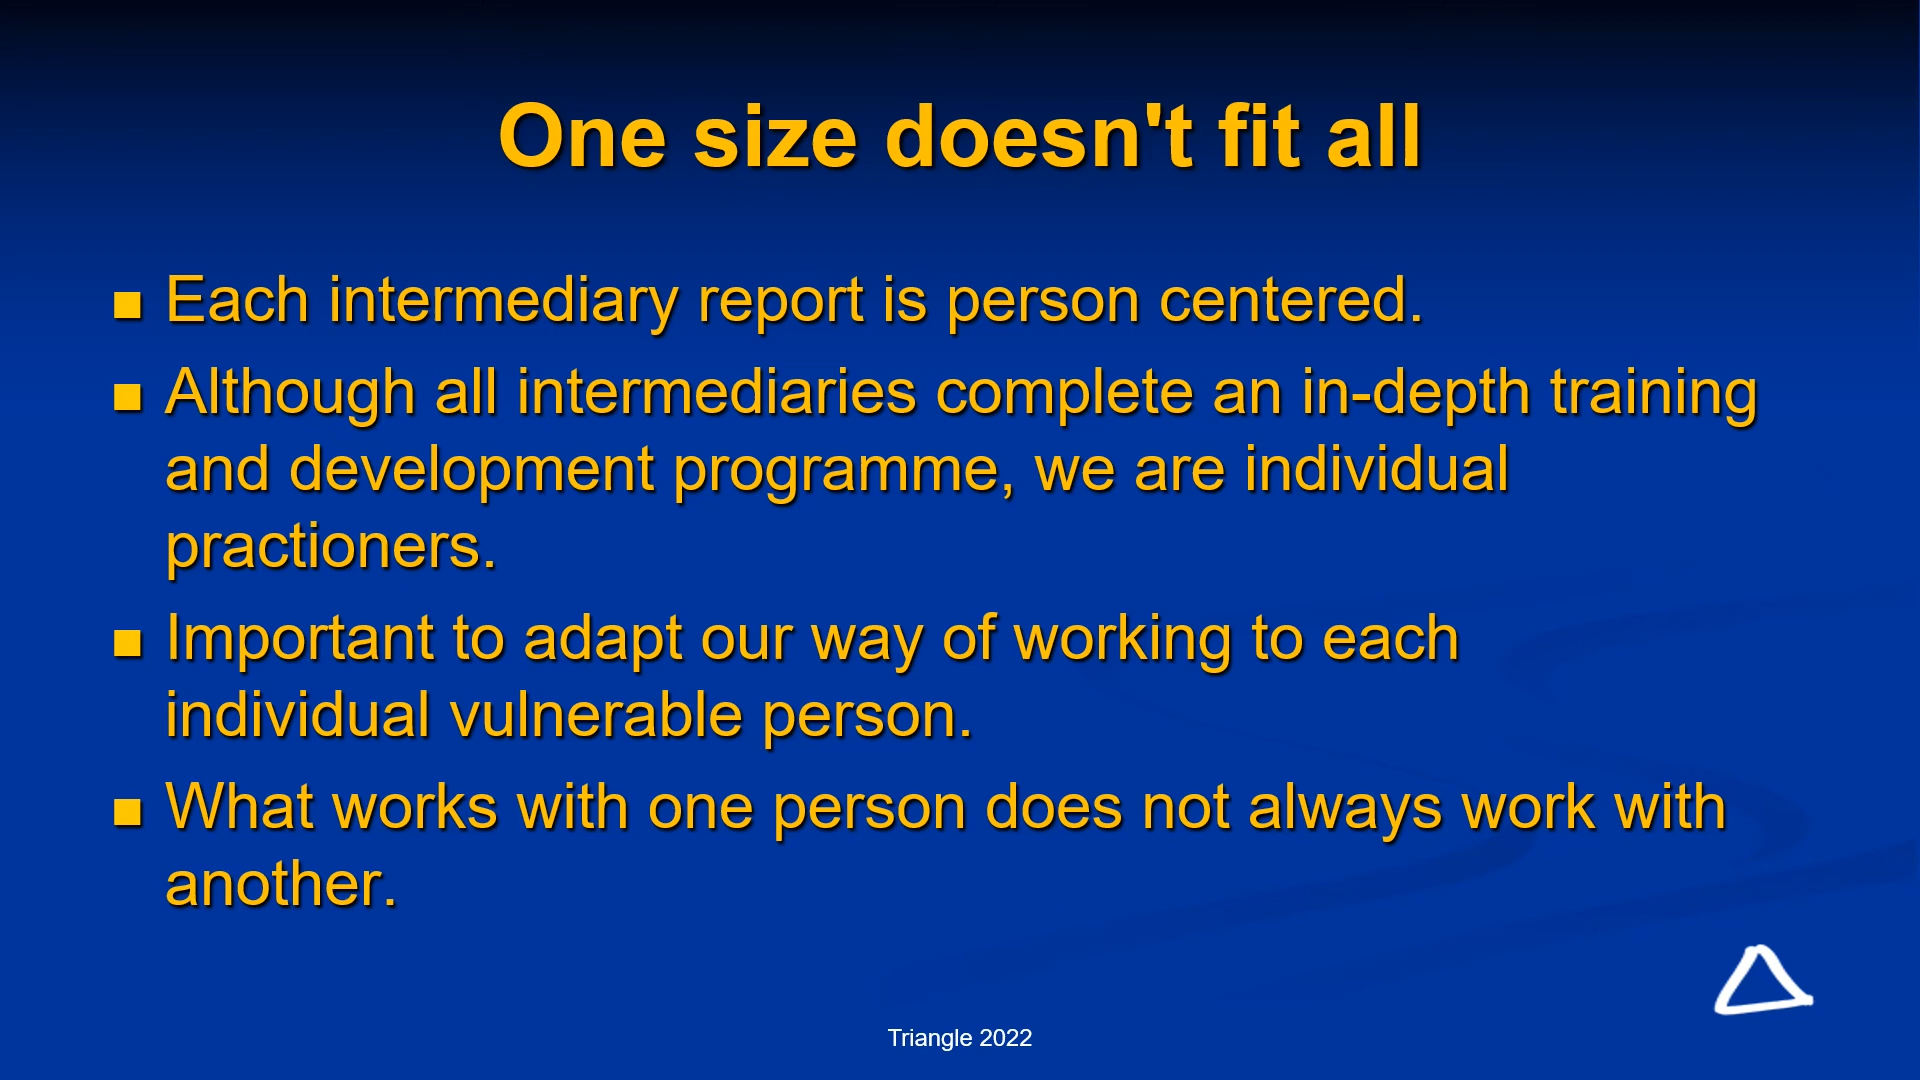 One size doesn't fit all
Each intermediary report is person centered.
Although all intermediaries complete an in-depth training
and development programme, we are individual
practioners.
Important to adapt our way of working to each
individual vulnerable person.
What works with one person does not always work with
another.
Triangle 2022